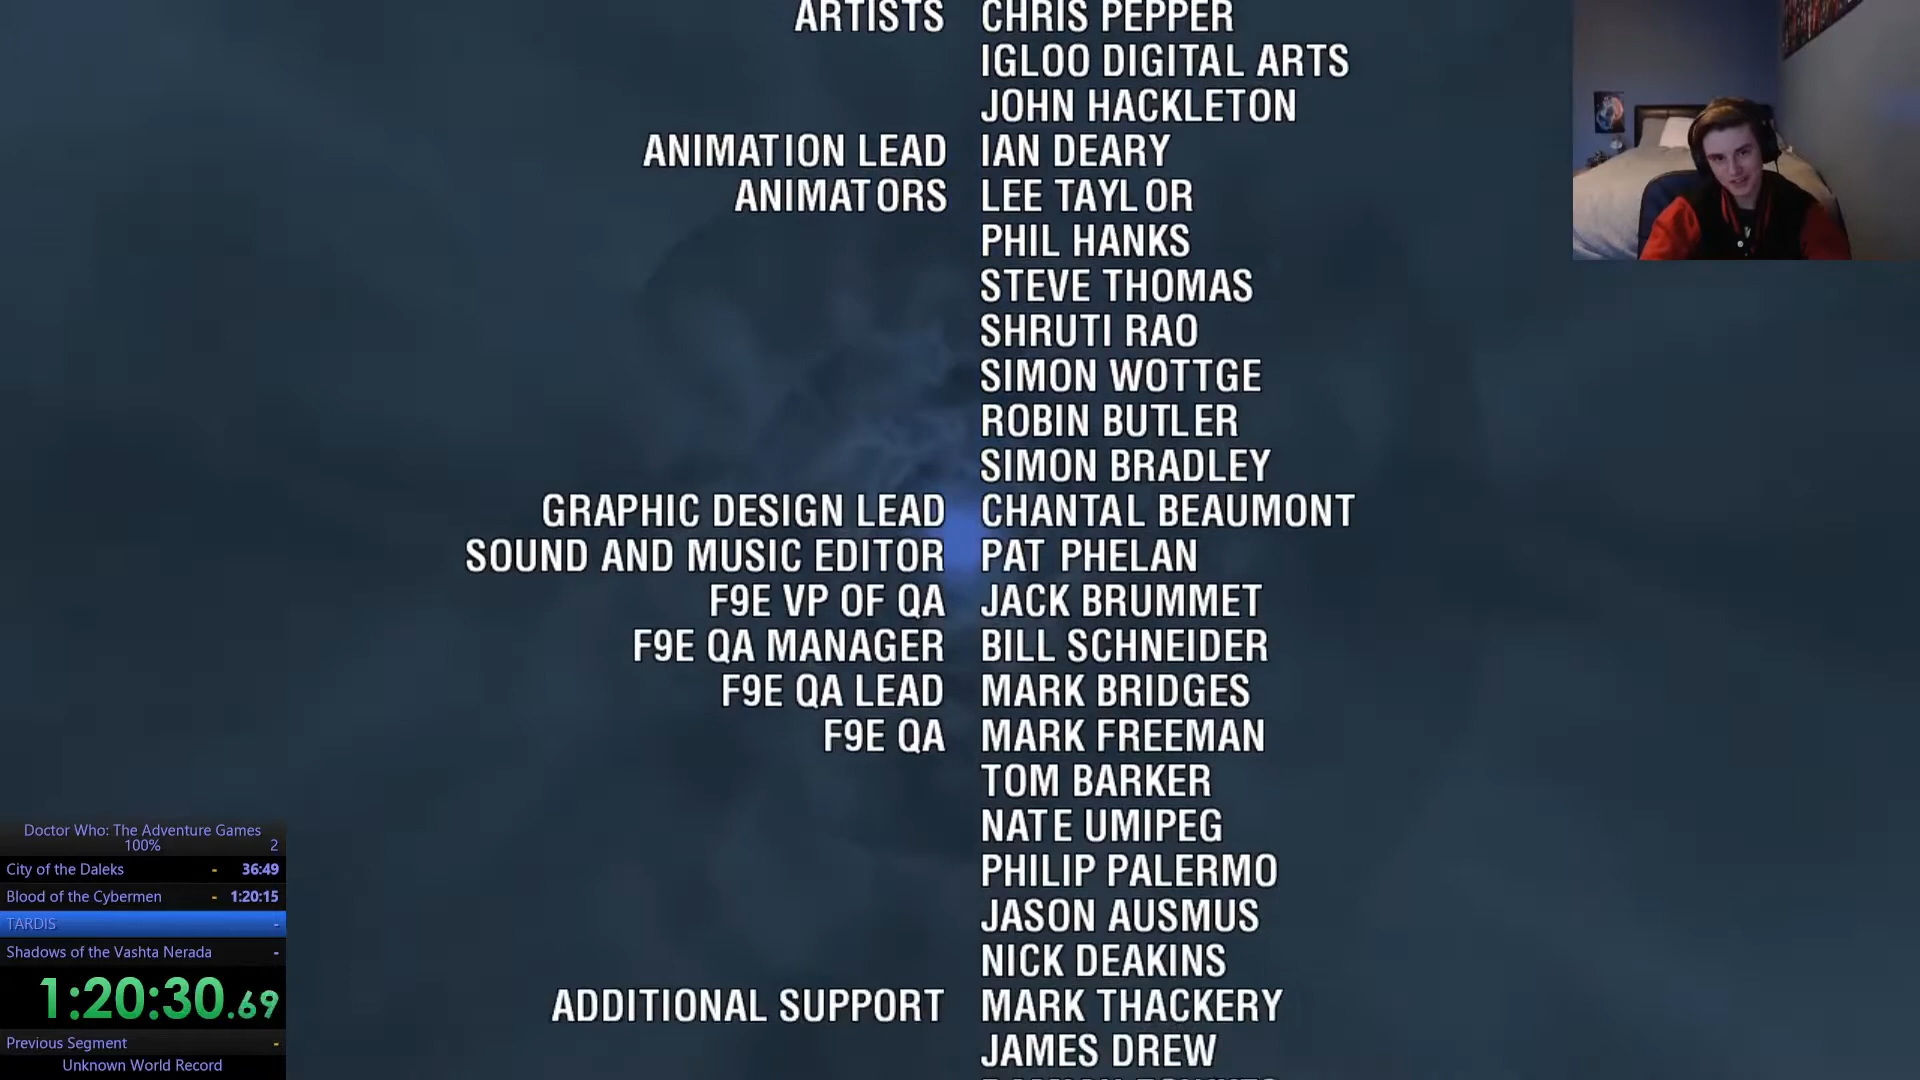 ARTISTS CHRIS PEPPER
IGLOO DIGITAL ARTS
JOHN HACKLETON
ANIMATION LEAD IAN DEARY
ANIMATORS LEE TAYLOR
PHIL HANKS
STEVE THOMAS
SHRUTI RAO
SIMON WOTTGE
ROBIN BUTLER
SIMON BRADLEY
GRAPHIC DESIGN LEAD CHANTAL BEAUMONT
SOUND AND MUSIC EDITOR PAT PHELAN
F9E VP OF QA JACK BRUMMET
F9E QA MANAGER BILL SCHNEIDER
F9E QA LEAD MARK BRIDGES
F9E QA MARK FREEMAN
TOM BARKER
NATE UMIPEG
PHILIP PALERMO
JASON AUSMUS
NICK DEAKINS
ADDITIONAL SUPPORT MARK THACKERY
JAMES DREW
Doctor Who: The Adventure Games
100% 2
City of the Daleks - 36:49
Blood of the Cybermen - 1:20:15
TARDIS -
Shadows of the Vashta Nerada -
1:20:30.69
Previous Segment -
Unknown World Record